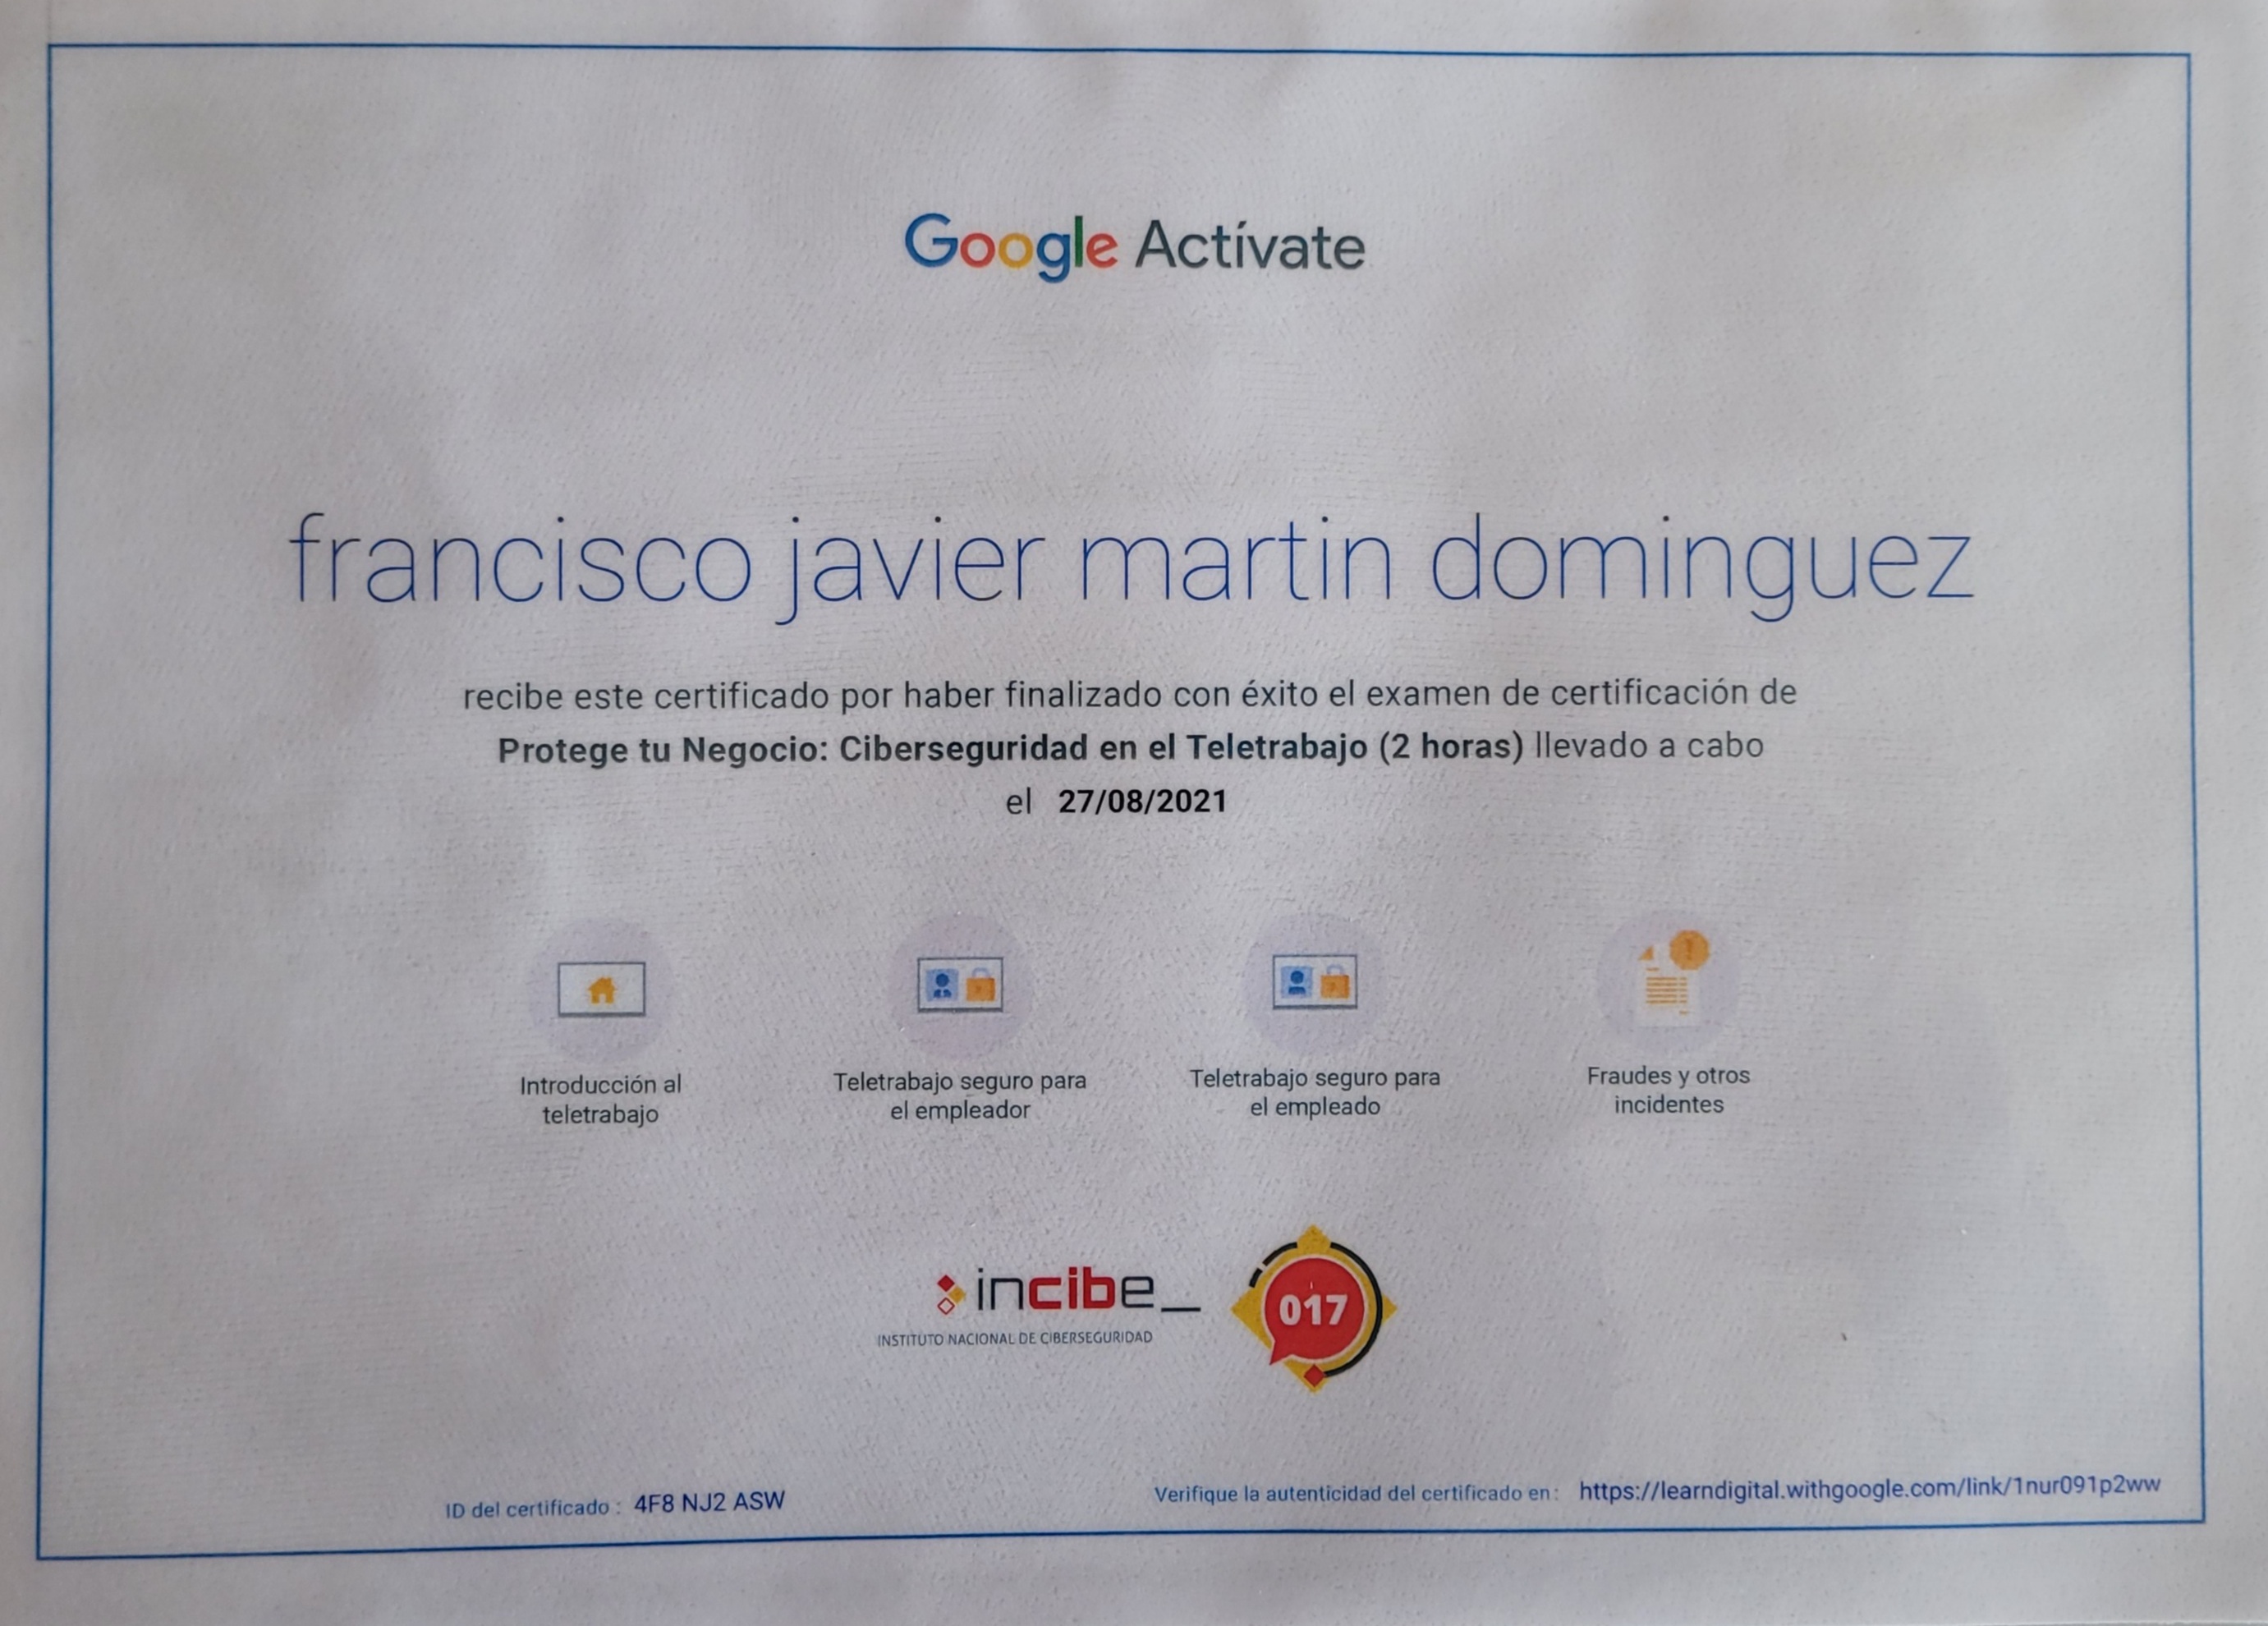 Google Actívate
francisco javier martin dominguez
recibe este certificado por haber finalizado con éxito el examen de certificación de
Protege tu Negocio: Ciberseguridad en el Teletrabajo (2 horas) llevado a cabo
el 27/08/2021
Introducción al
teletrabajo
Teletrabajo seguro para
el empleador
Teletrabajo seguro para
el empleado
Fraudes y otros
incidentes
incibe_
INSTITUTO NACIONAL DE CIBERSEGURIDAD
017
ID del certificado : 4F8 NJ2 ASW
Verifique la autenticidad del certificado en : https://learndigital.withgoogle.com/link/1nur091p2ww